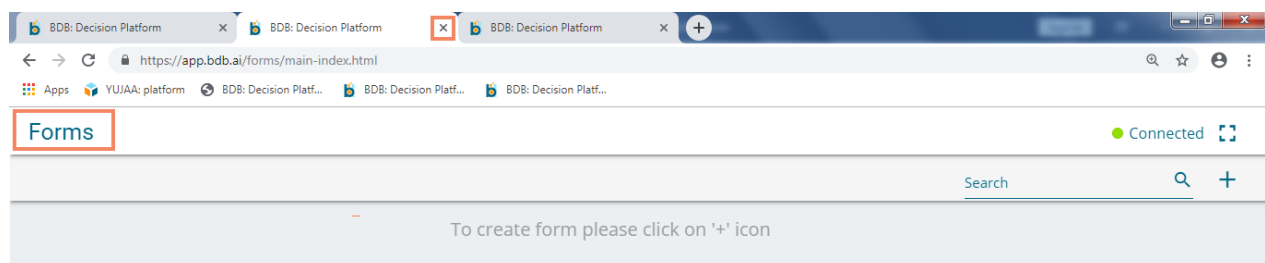 BDB: Decision Platform BDB: Decision Platform BDB: Decision Platform
https://app.bdb.ai/forms/main-index.html
Apps YUJAA: platform BDB: Decision Platf... BDB: Decision Platf... BDB: Decision Platf...
Forms Connected
Search
To create form please click on '+' icon